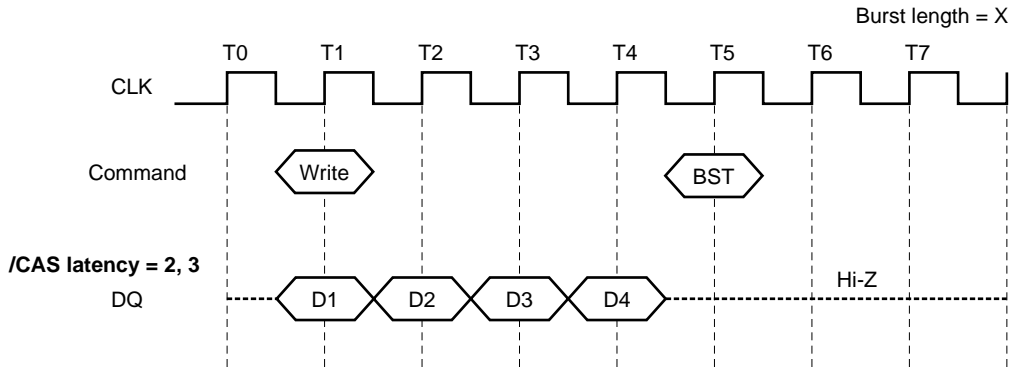 Burst length = X
T0 T1 T2 T3 T4 T5 T6 T7
CLK
Command Write BST
/CAS latency = 2, 3
Hi-Z
DQ D1 D2 D3 D4